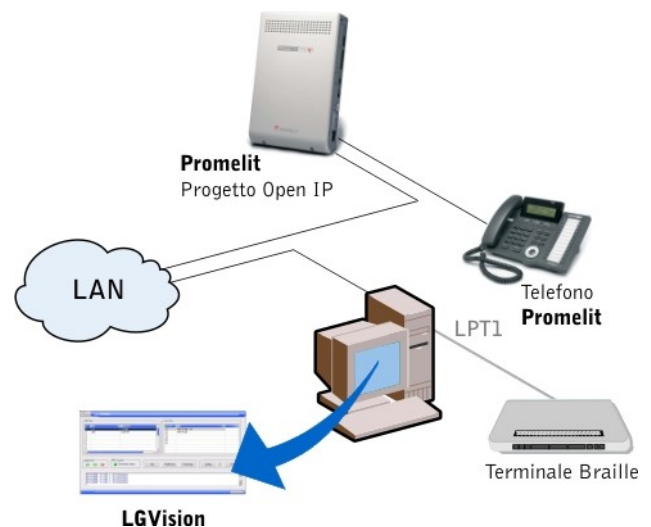 Promelit
Progetto Open IP
LAN
Telefono
Promelit
LPT1
Terminale Braille
LGVision